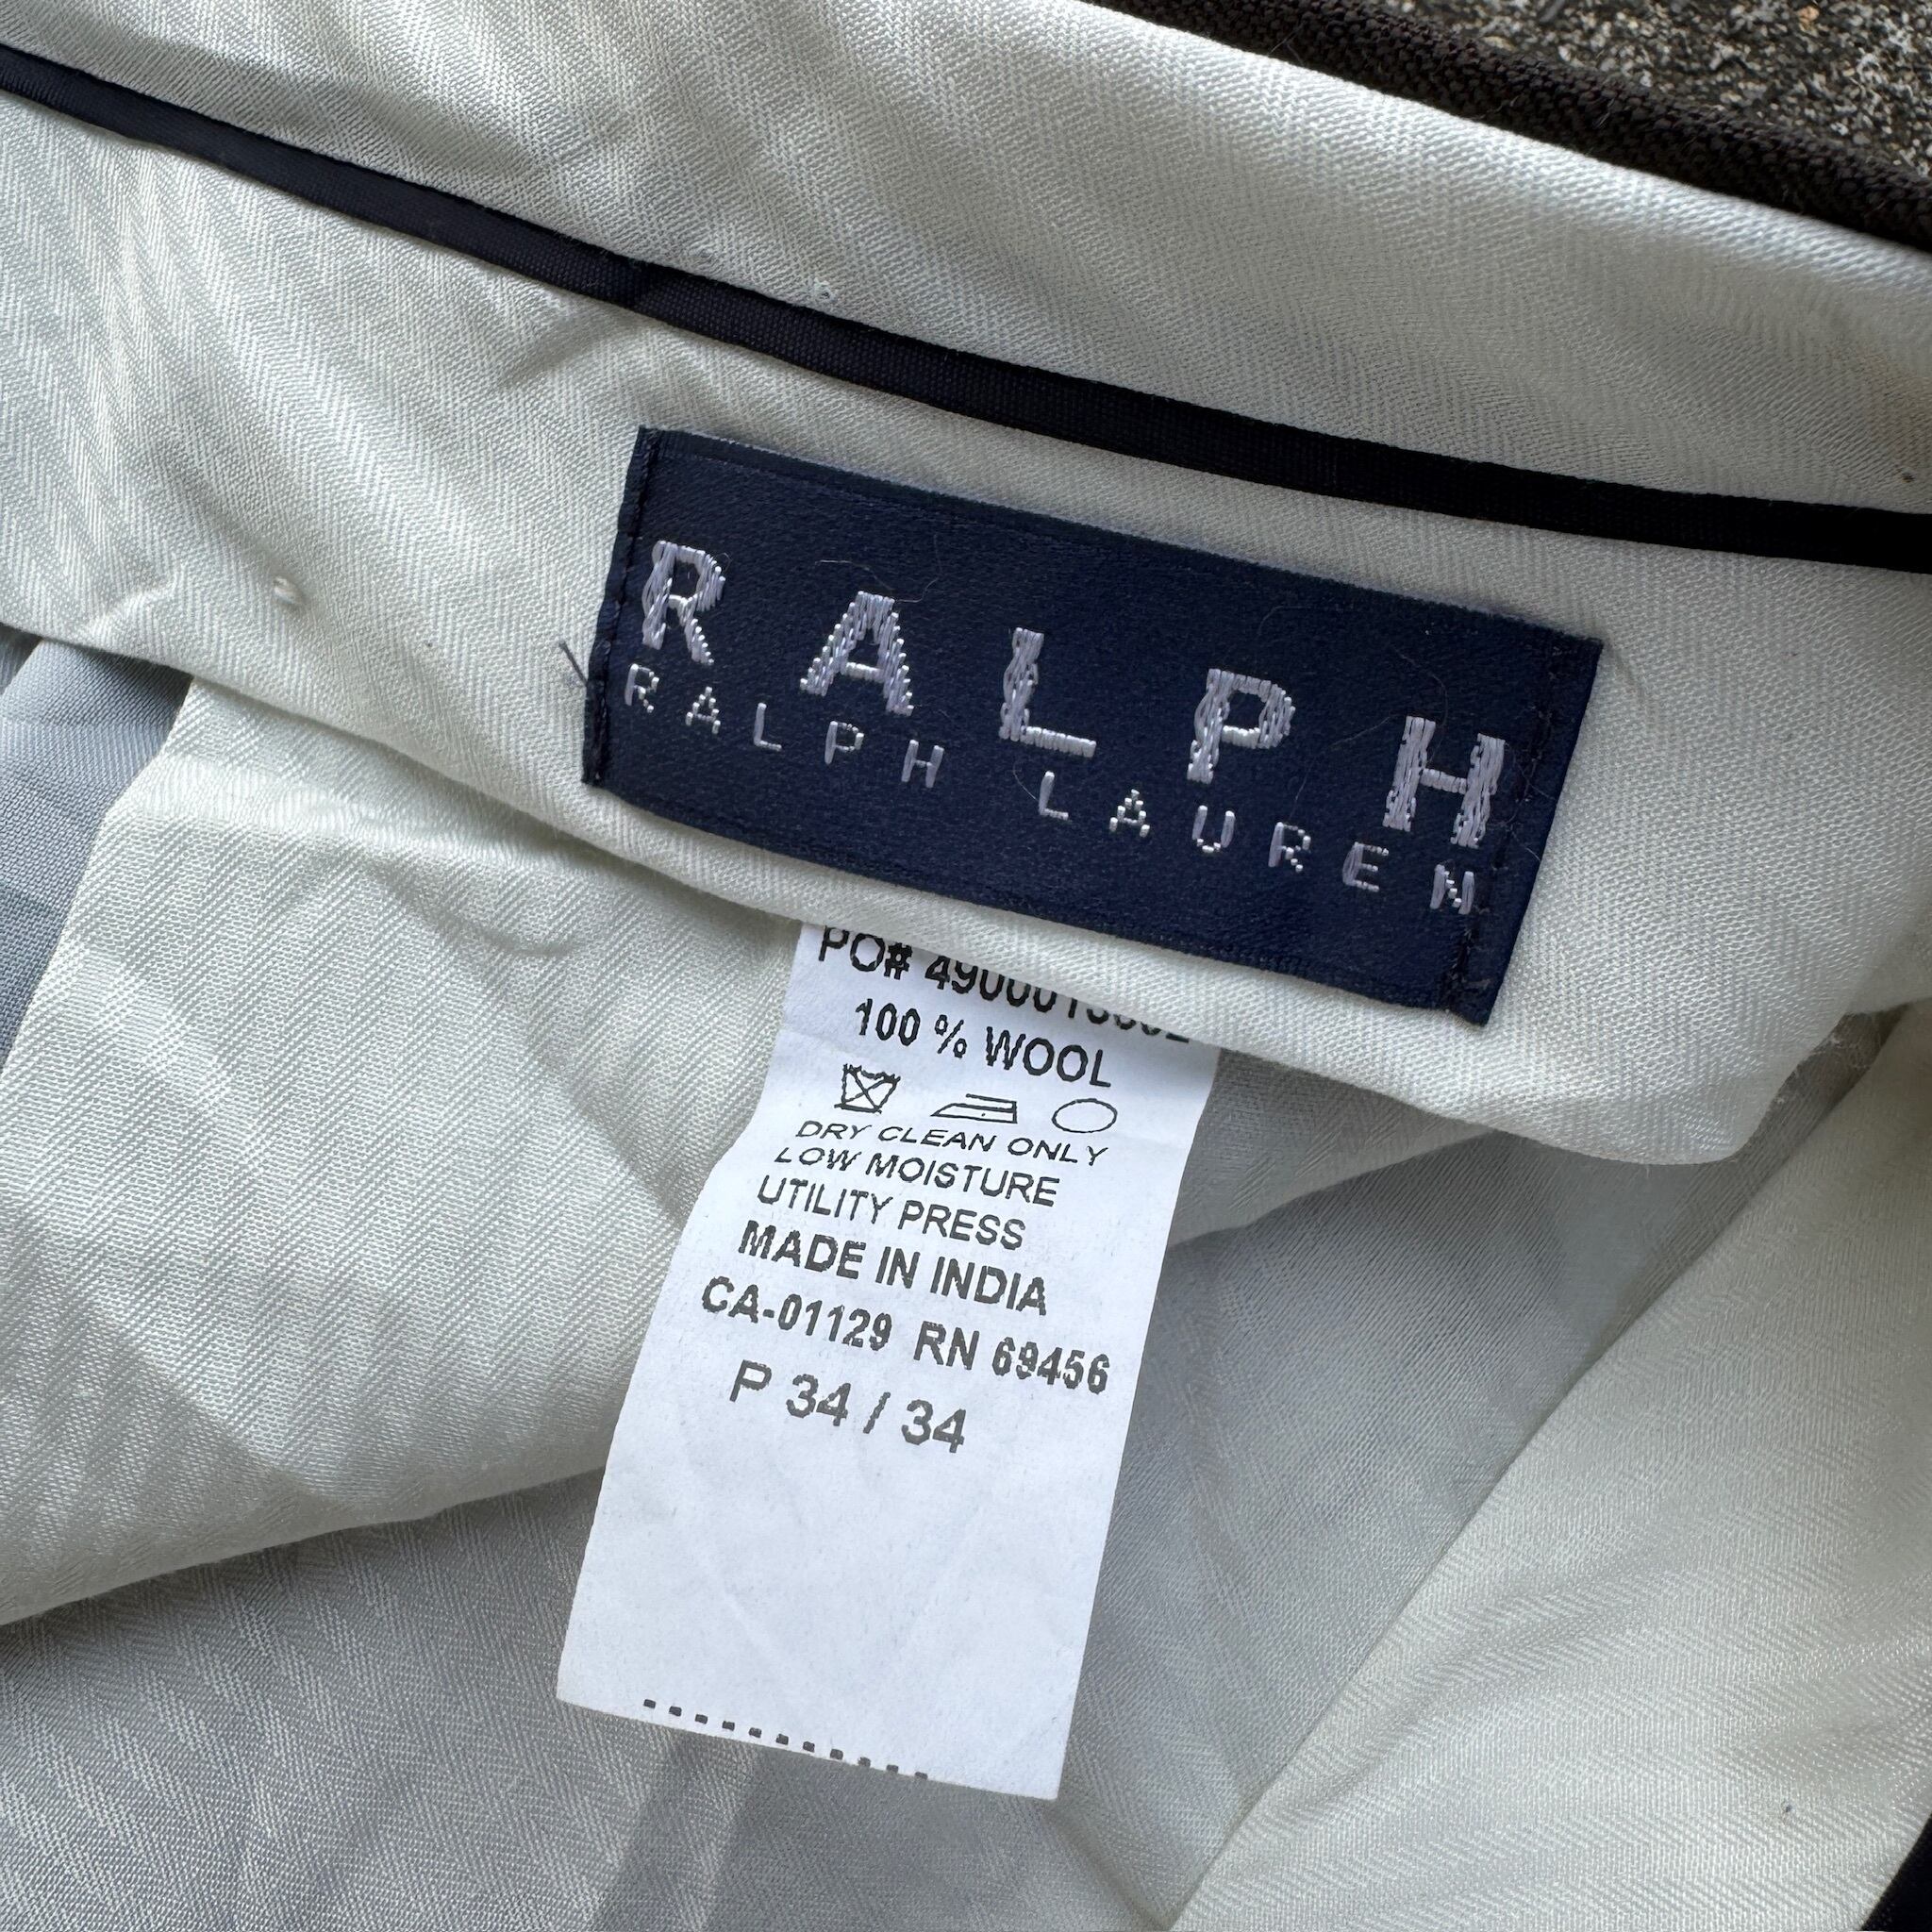 RALPH
RALPH LAUREN
PO#
100 % WOOL
DRY CLEAN ONLY
LOW MOISTURE
UTILITY PRESS
MADE IN INDIA
CA-01129 RN 69456
P 34 / 34